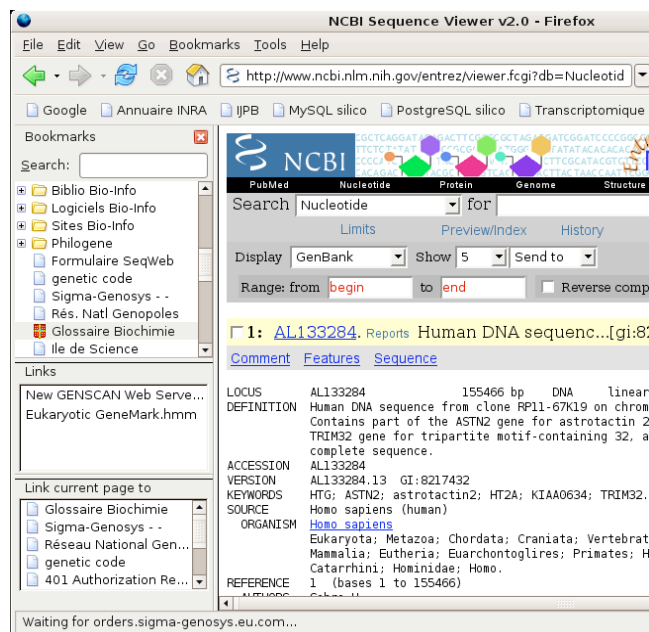 NCBI Sequence Viewer v2.0 - Firefox
File Edit View Go Bookmarks Tools Help
http://www.ncbi.nlm.nih.gov/entrez/viewer.fcgi?db=Nucleotid
Google Annuaire INRA IJPB MySQL silico PostgreSQL silico Transcriptomique
Bookmarks
Search:
Biblio Bio-Info
Logiciels Bio-Info
Sites Bio-Info
Philogene
Formulaire SeqWeb
genetic code
Sigma-Genosys - -
Rés. Natl Genopoles
Glossaire Biochimie
Ile de Science
Links
New GENSCAN Web Serve...
Eukaryotic GeneMark.hmm
Link current page to
Glossaire Biochimie
Sigma-Genosys - -
Réseau National Gen...
genetic code
401 Authorization Re...
NCBI
PubMed Nucleotide Protein Genome Structure
Search Nucleotide for
Limits Preview/Index History
Display GenBank Show 5 Send to
Range: from begin to end Reverse comp
1: AL133284. Reports Human DNA sequenc...[gi:82
Comment Features Sequence
LOCUS AL133284 155466 bp DNA linear
DEFINITION Human DNA sequence from clone RP11-67K19 on chrom
Contains part of the ASTN2 gene for astrotactin 2
TRIM32 gene for tripartite motif-containing 32, a
complete sequence.
ACCESSION AL133284
VERSION AL133284.13 GI:8217432
KEYWORDS HTG; ASTN2; astrotactin2; HT2A; KIAA0634; TRIM32.
SOURCE Homo sapiens (human)
ORGANISM Homo sapiens
Eukaryota; Metazoa; Chordata; Craniata; Vertebrat
Mammalia; Eutheria; Euarchontoglires; Primates; H
Catarrhini; Hominidae; Homo.
REFERENCE 1 (bases 1 to 155466)
Waiting for orders.sigma-genosys.eu.com...